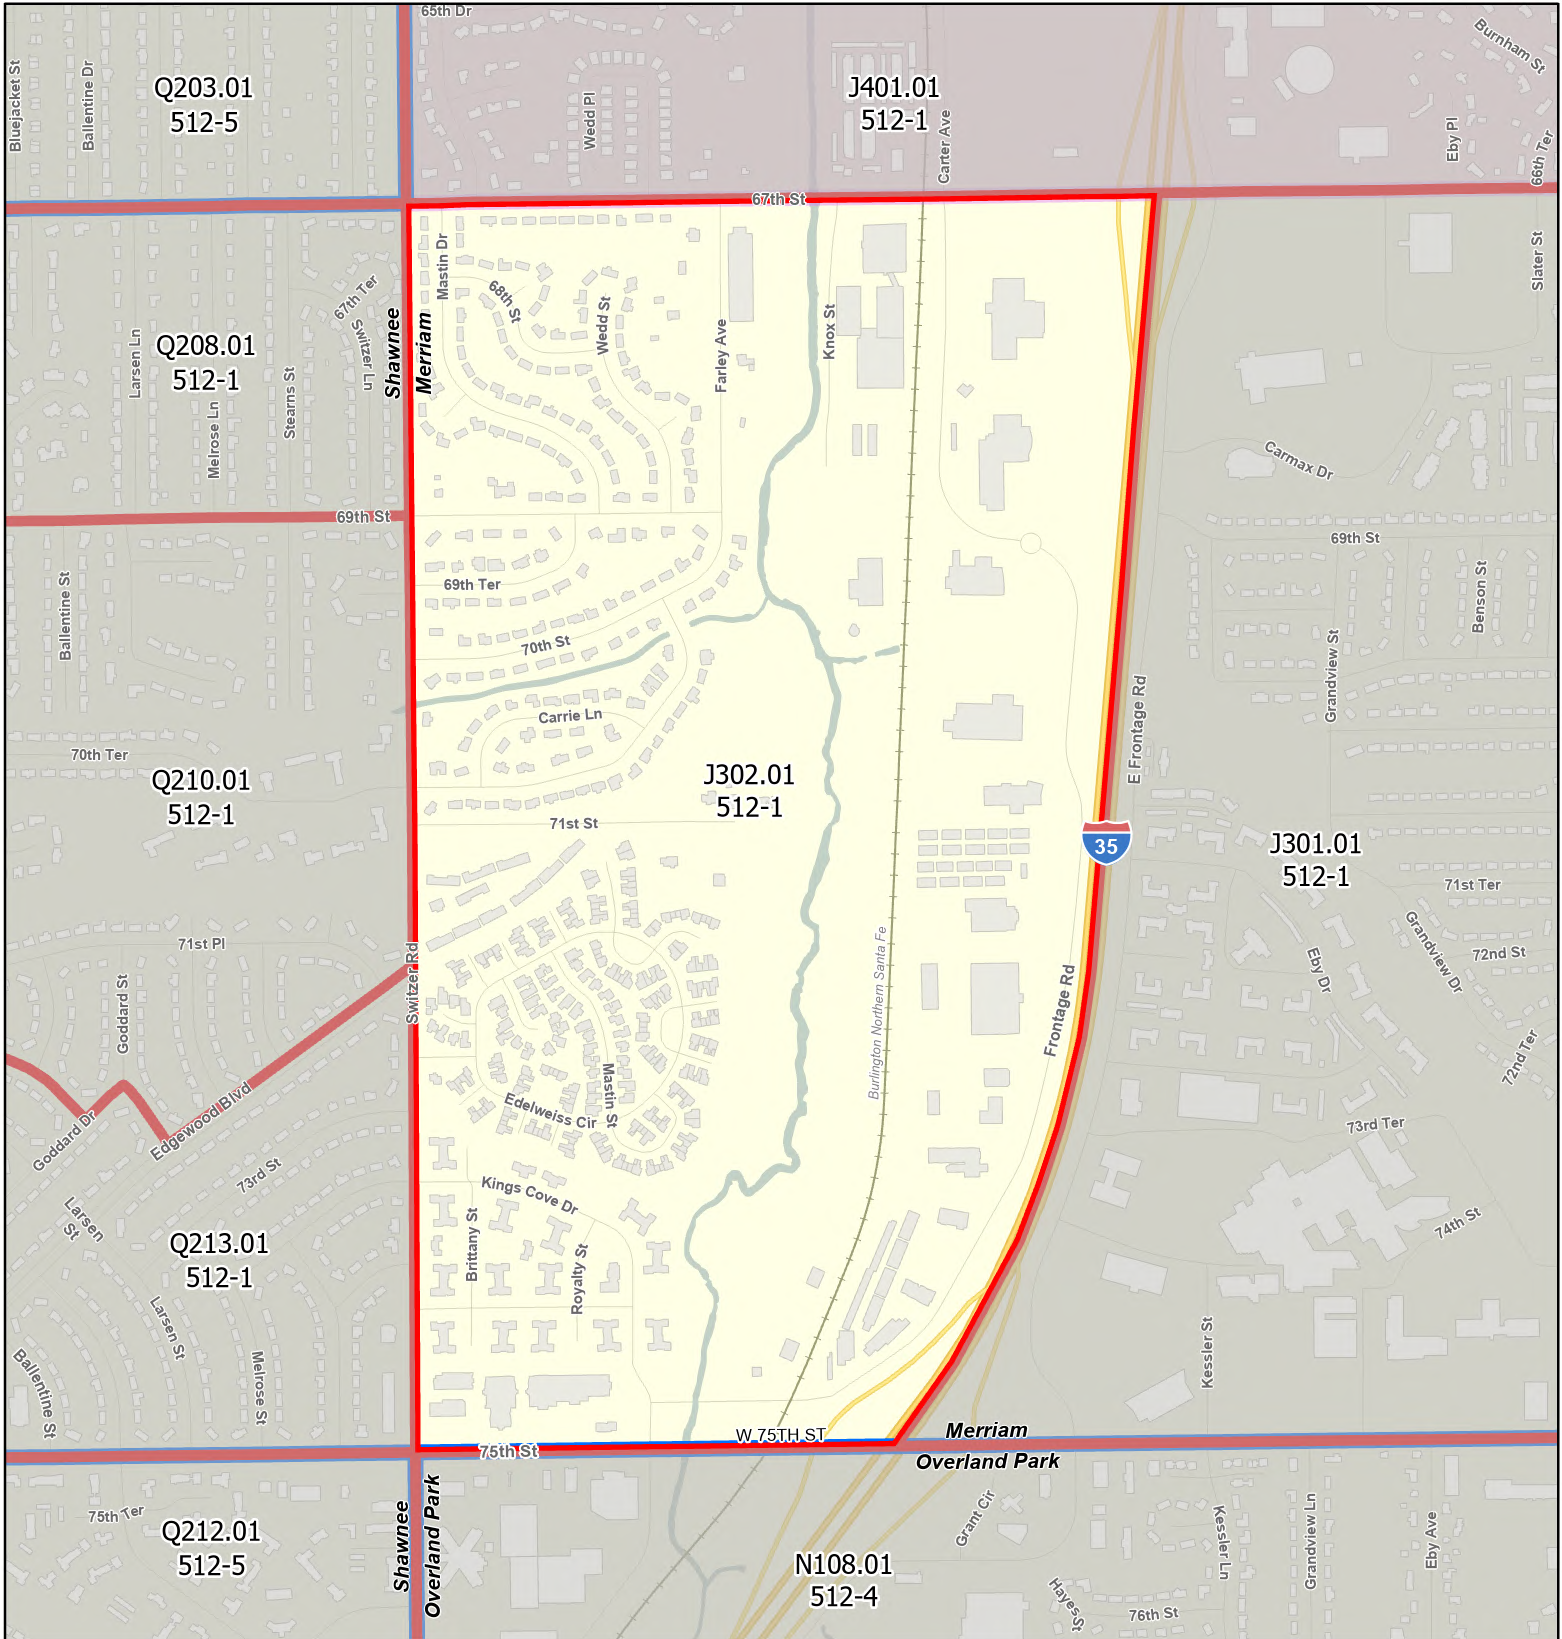 65th Dr
Bluejacket St
Ballentine Dr
Q203.01
512-5
Wedd Pl
J401.01
512-1
Carter Ave
Burnham St
Eby Pl
66th Ter
67th St
Mastin Dr
68th St
Wedd St
Farley Ave
Knox St
Slater St
67th Ter
Switzer Ln
Shawnee
Merriam
Larsen Ln
Q208.01
512-1
Melrose Ln
Stearns St
Carmax Dr
69th St
69th St
Ballentine St
69th Ter
70th St
Benson St
Grandview St
E Frontage Rd
Carrie Ln
70th Ter
Q210.01
512-1
J302.01
512-1
71st St
35
J301.01
512-1
71st Ter
Grandview Dr
72nd St
71st Pl
Switzer Rd
Goddard St
Burlington Northern Santa Fe
Frontage Rd
Eby Dr
72nd Ter
Mastin St
Edelweiss Cir
Goddard Dr
Edgewood Blvd
73rd Ter
73rd St
Kings Cove Dr
Larsen
St
Brittany St
Royalty St
74th St
Q213.01
512-1
Larsen St
Melrose St
Ballentine St
Kessler St
75th St
W 75TH ST
Merriam
Overland Park
Shawnee
Overland Park
75th Ter
Q212.01
512-5
N108.01
512-4
Grant Cir
Hayes St
76th St
Kessler Ln
Grandview Ln
Eby Ave